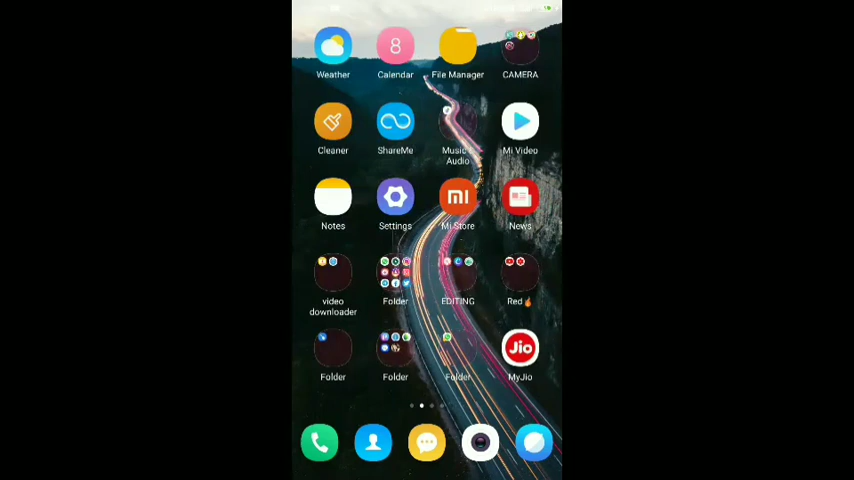 8
Weather
Calendar
File Manager
CAMERA
Cleaner
ShareMe
Music &
Audio
Mi Video
Notes
Settings
Mi Store
News
video
downloader
Folder
EDITING
Red🔥
Folder
Folder
Folder
Jio
MyJio